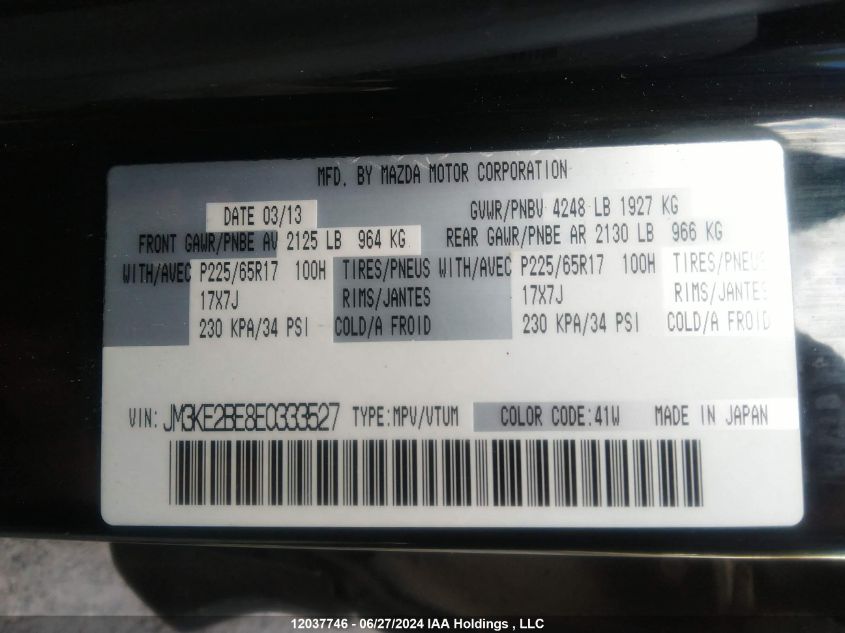 MFD. BY MAZDA MOTOR CORPORATION
DATE 03/13 GVWR/PNBV 4248 LB 1927 KG
FRONT GAWR/PNBE AV 2125 LB 964 KG REAR GAWR/PNBE AR 2130 LB 966 KG
WITH/AVEC P225/65R17 100H TIRES/PNEUS WITH/AVEC P225/65R17 100H TIRES/PNEUS
17X7J RIMS/JANTES 17X7J RIMS/JANTES
230 KPA/34 PSI COLD/A FROID 230 KPA/34 PSI COLD/A FROID
VIN: JM3KE2BE8E0333527 TYPE:MPV/VTUM COLOR CODE:41W MADE IN JAPAN
12037746 - 06/27/2024 IAA Holdings , LLC